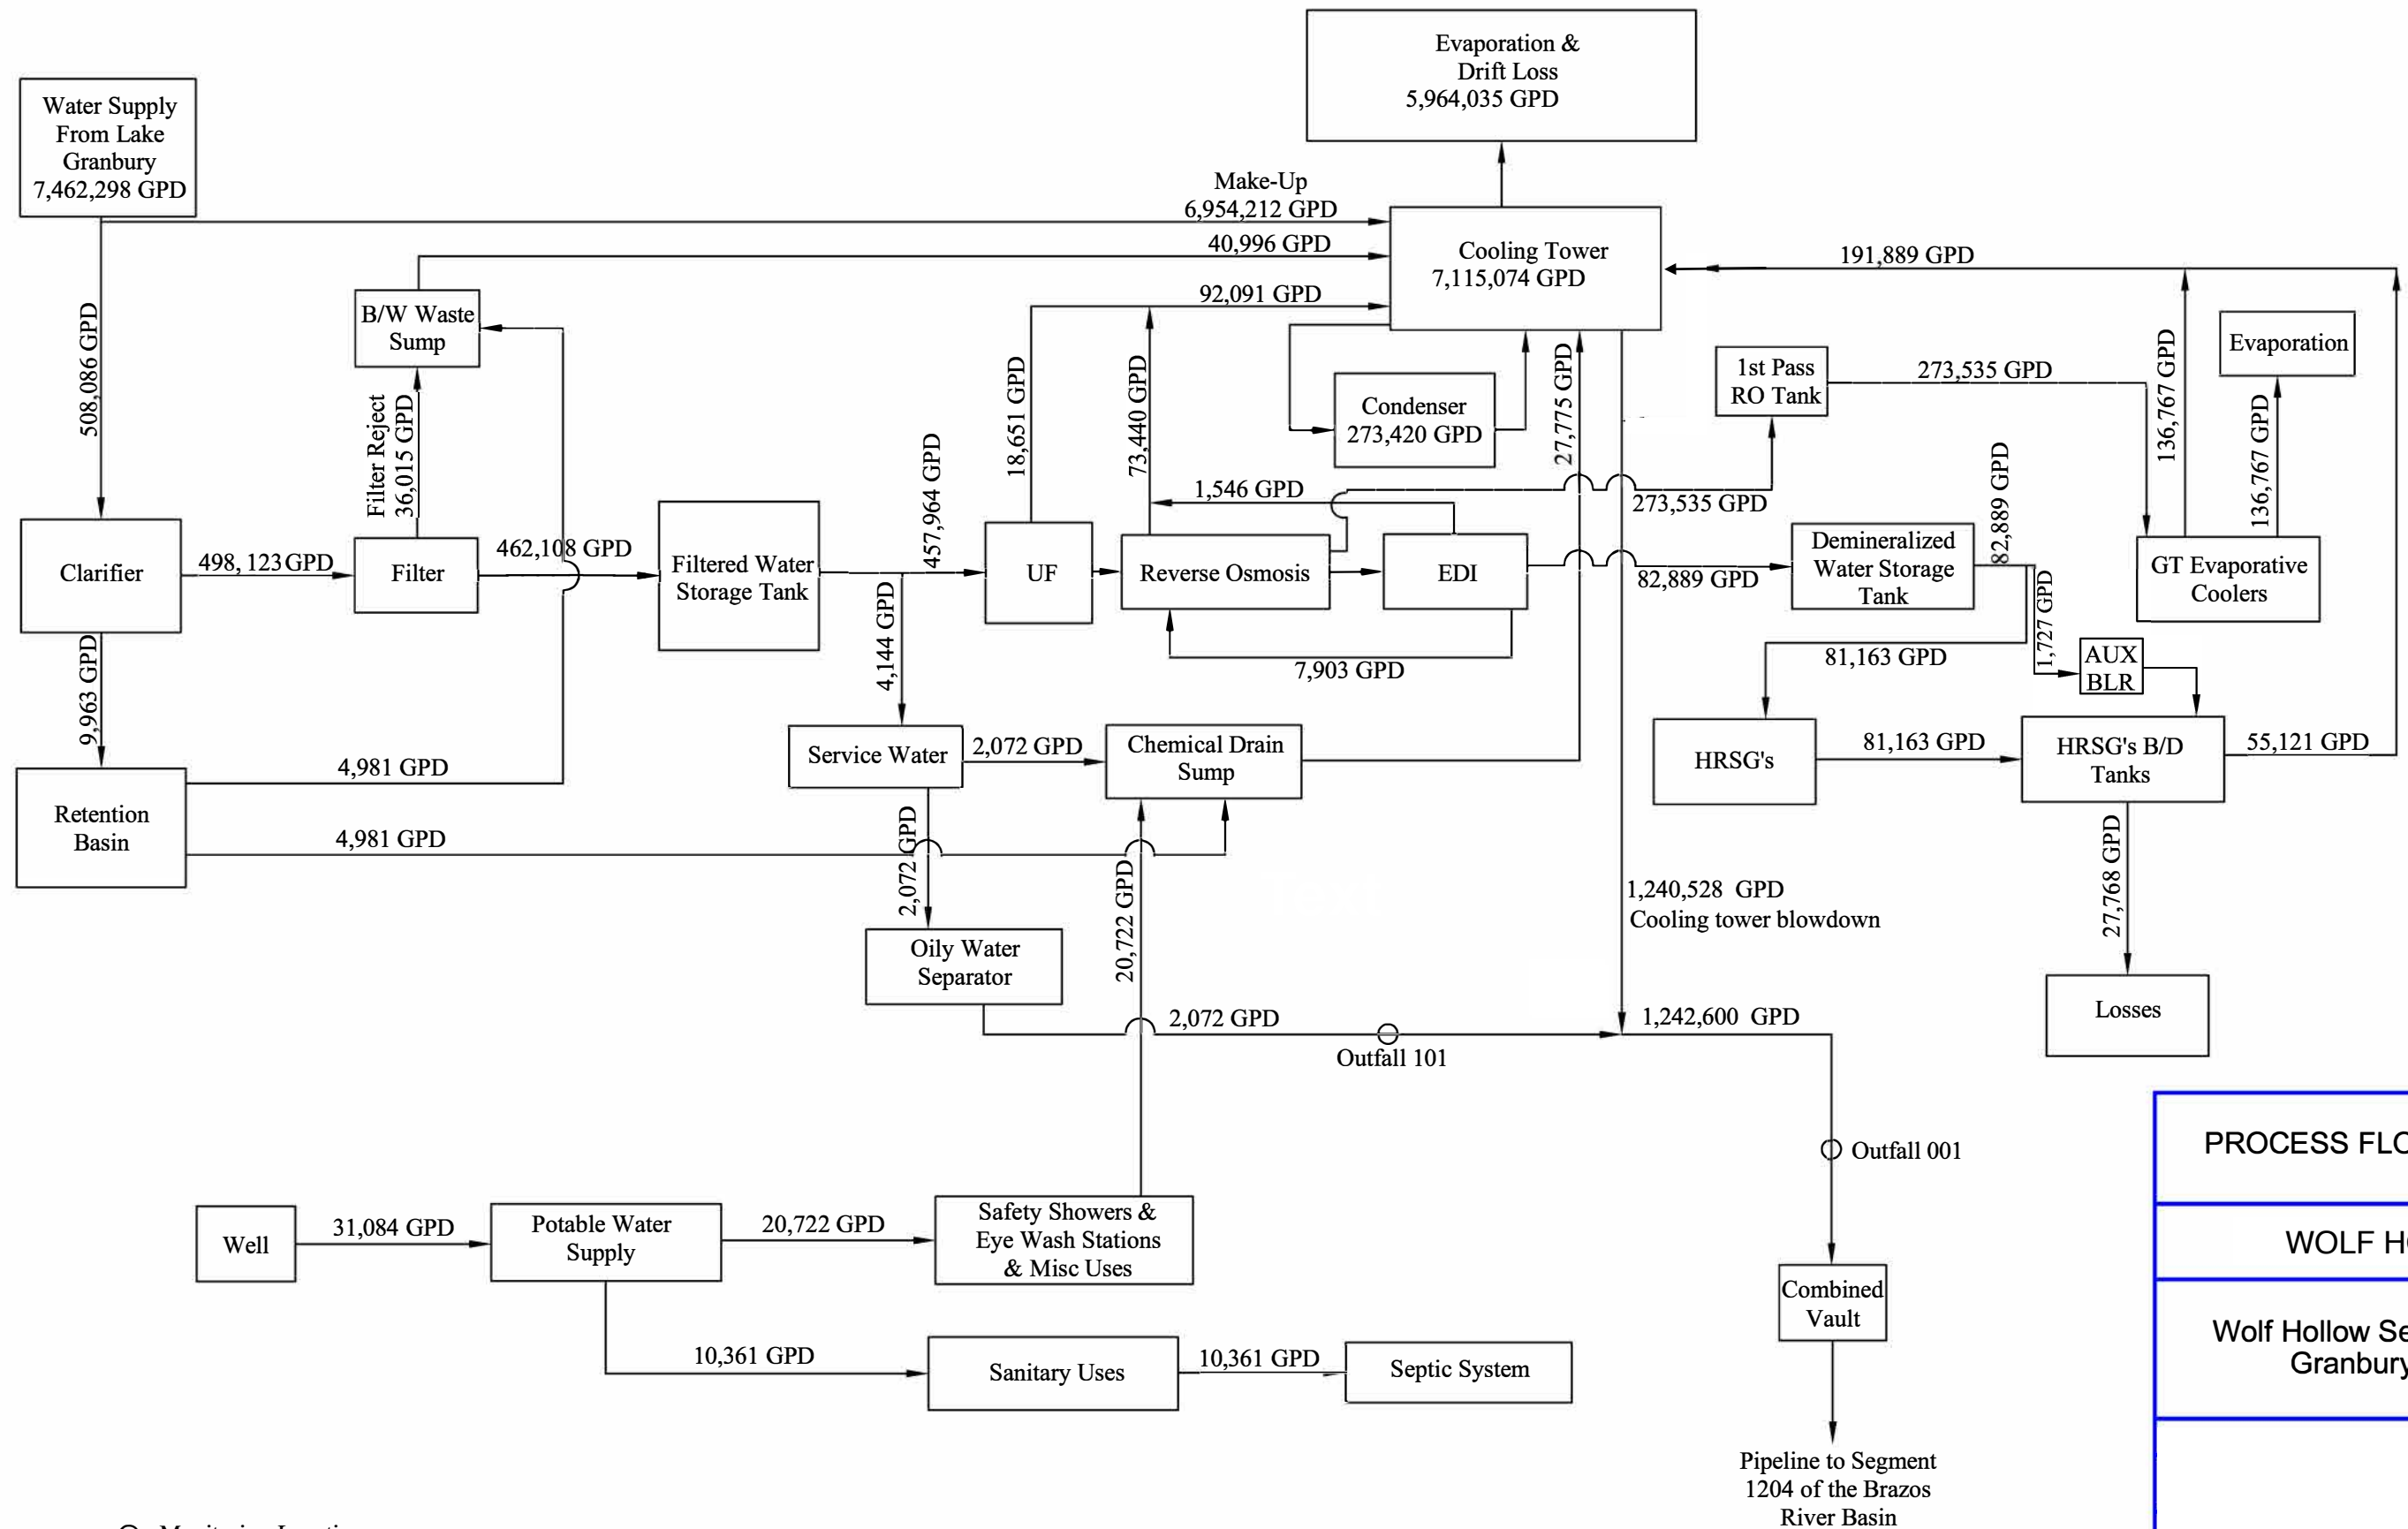 Evaporation &
Drift Loss
5,964,035 GPD
Water Supply
From Lake
Granbury
7,462,298 GPD
Make-Up
6,954,212 GPD
40,996 GPD
92,091 GPD
Cooling Tower
7,115,074 GPD
191,889 GPD
508,086 GPD
B/W Waste
Sump
Filter Reject
36,015 GPD
18,651 GPD
73,440 GPD
Condenser
273,420 GPD
27,775 GPD
1st Pass
RO Tank
273,535 GPD
136,767 GPD
Evaporation
136,767 GPD
457,964 GPD
1,546 GPD
273,535 GPD
82,889 GPD
Clarifier
498, 123 GPD
Filter
462,108 GPD
Filtered Water
Storage Tank
UF
Reverse Osmosis
EDI
82,889 GPD
Demineralized
Water Storage
Tank
GT Evaporative
Coolers
9,963 GPD
4,144 GPD
7,903 GPD
81,163 GPD
1,727 GPD
AUX
BLR
Service Water
2,072 GPD
Chemical Drain
Sump
HRSG's
81,163 GPD
HRSG's B/D
Tanks
55,121 GPD
Retention
Basin
4,981 GPD
4,981 GPD
2,072 GPD
20,722 GPD
1,240,528 GPD
Cooling tower blowdown
27,768 GPD
Oily Water
Separator
2,072 GPD
Outfall 101
1,242,600 GPD
Losses
Outfall 001
PROCESS FLO
WOLF H
Wolf Hollow Se
Granbury
Well
31,084 GPD
Potable Water
Supply
20,722 GPD
Safety Showers &
Eye Wash Stations
& Misc Uses
Combined
Vault
10,361 GPD
Sanitary Uses
10,361 GPD
Septic System
Pipeline to Segment
1204 of the Brazos
River Basin